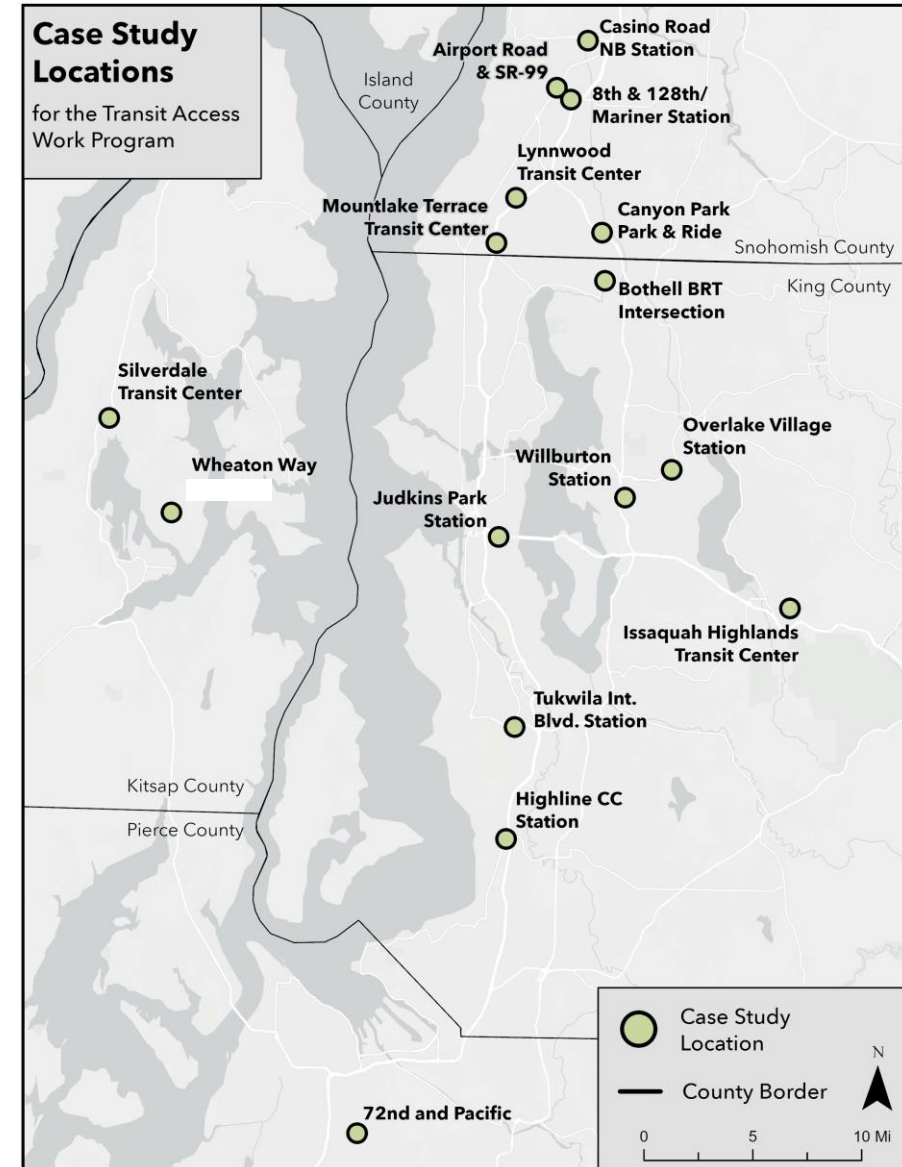 Case Study
Locations
for the Transit Access
Work Program
Island
County
Casino Road
NB Station
Airport Road
& SR-99
8th & 128th/
Mariner Station
Lynnwood
Transit Center
Mountlake Terrace
Transit Center
Canyon Park
Park & Ride
Snohomish County
King County
Bothell BRT
Intersection
Silverdale
Transit Center
Wheaton Way
Overlake Village
Station
Willburton
Station
Judkins Park
Station
Issaquah Highlands
Transit Center
Tukwila Int.
Blvd. Station
Kitsap County
Pierce County
Highline CC
Station
72nd and Pacific
Case Study
Location
County Border
N
0 5 10 Mi